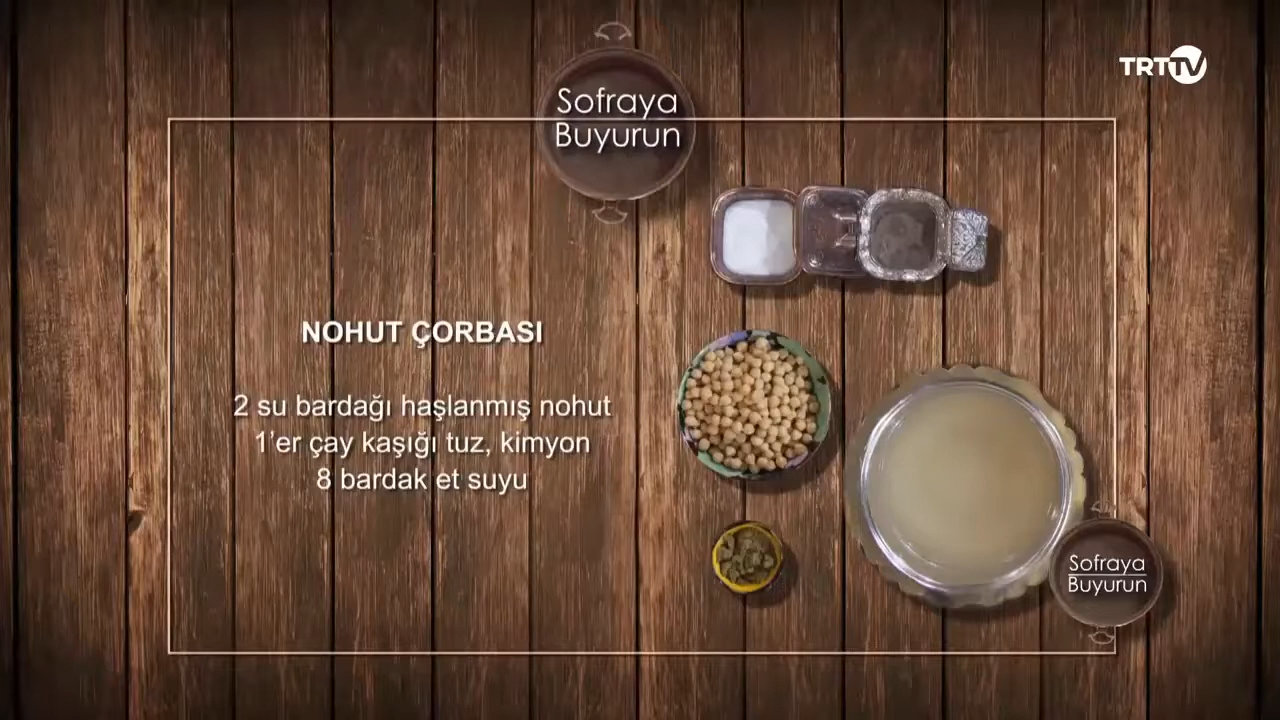 TRT TV
Sofraya
Buyurun
NOHUT ÇORBASI
2 su bardağı haşlanmış nohut
1'er çay kaşığı tuz, kimyon
8 bardak et suyu
Sofraya
Buyurun